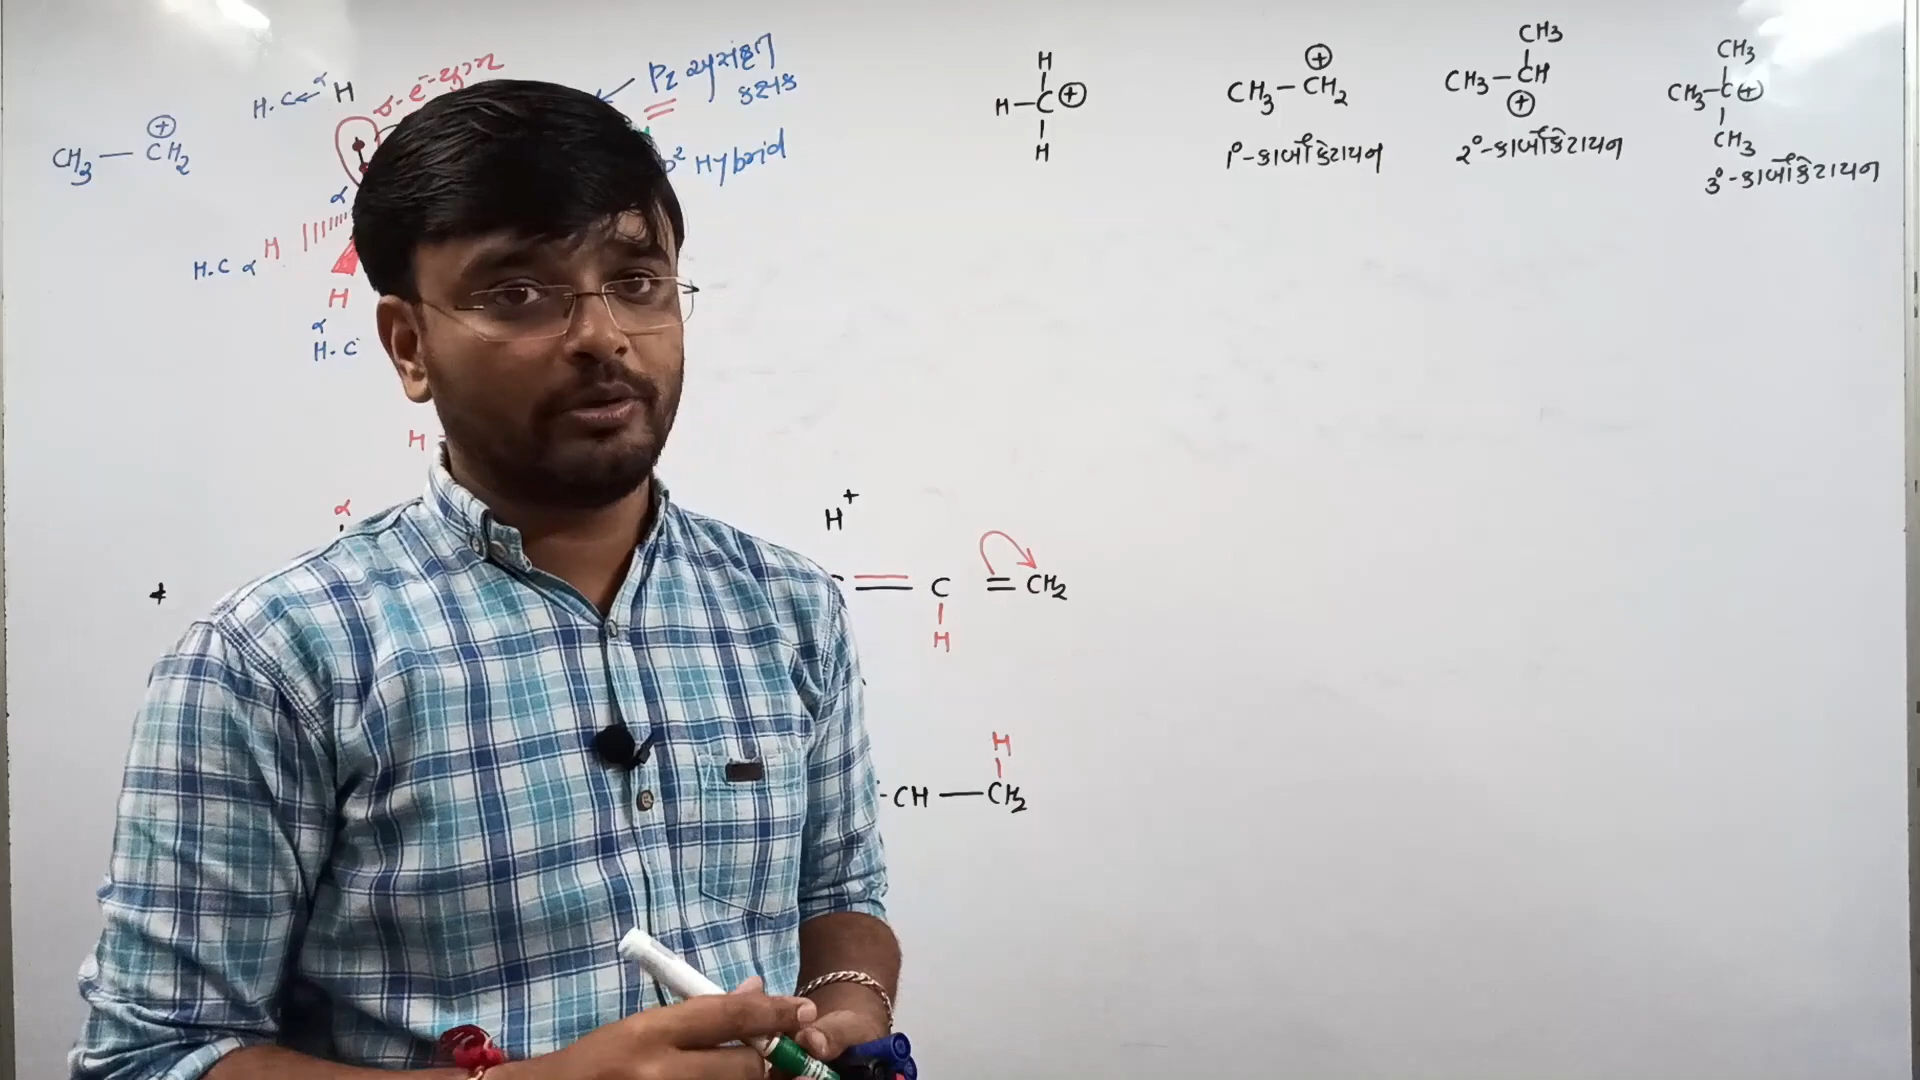 CH₃ — CH₂ ⊕
H.C α
H
σ-e⁻-યુગ્મ
Pz અસંકૃત
કક્ષક
Hybrid
α
H.C α
H
H
α
H.C
H
α
H
H — C ⊕
H
CH₃ — CH₂ ⊕
1°-કાર્બોકેટાયન
CH₃
CH₃ — CH
⊕
2°-કાર્બોકેટાયન
CH₃
CH₃ — C ⊕
CH₃
3°-કાર્બોકેટાયન
H⁺
= C = CH₂
H
H
- CH — CH₂